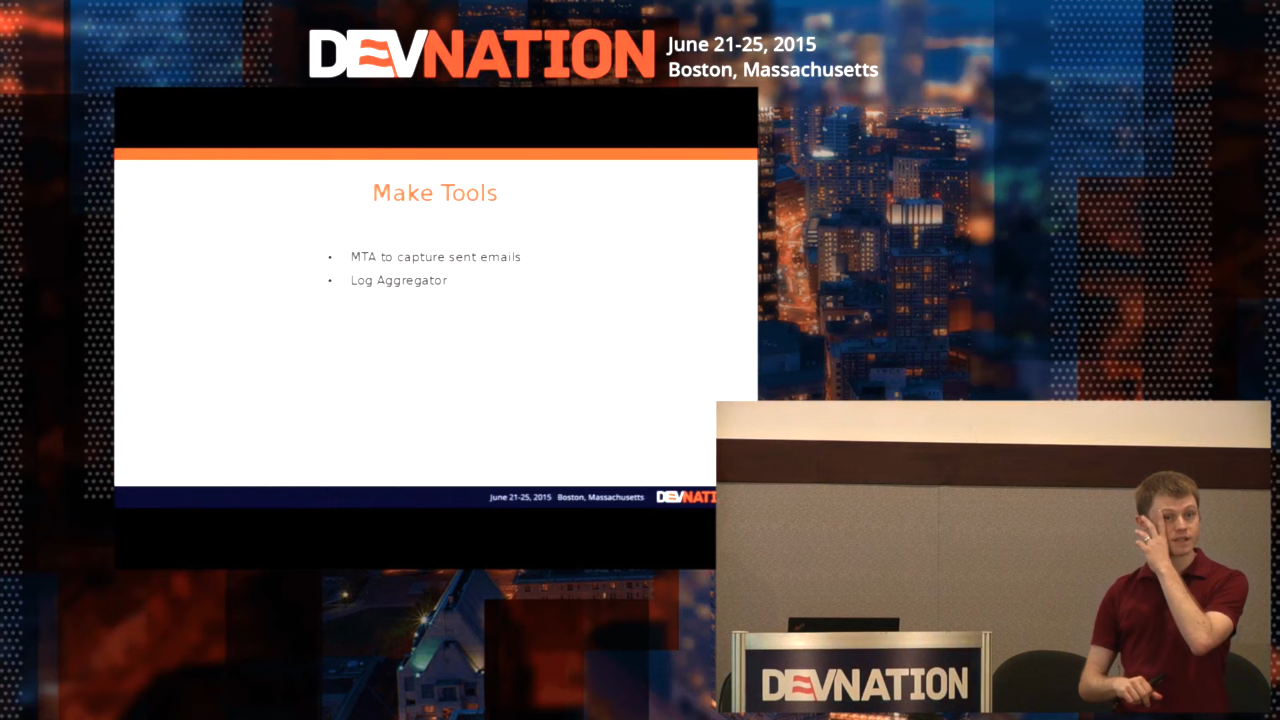 DEVNATION
June 21-25, 2015
Boston, Massachusetts
Make Tools
• MTA to capture sent emails
• Log Aggregator
June 21-25, 2015 Boston, Massachusetts DEVNATI
DEVNATION